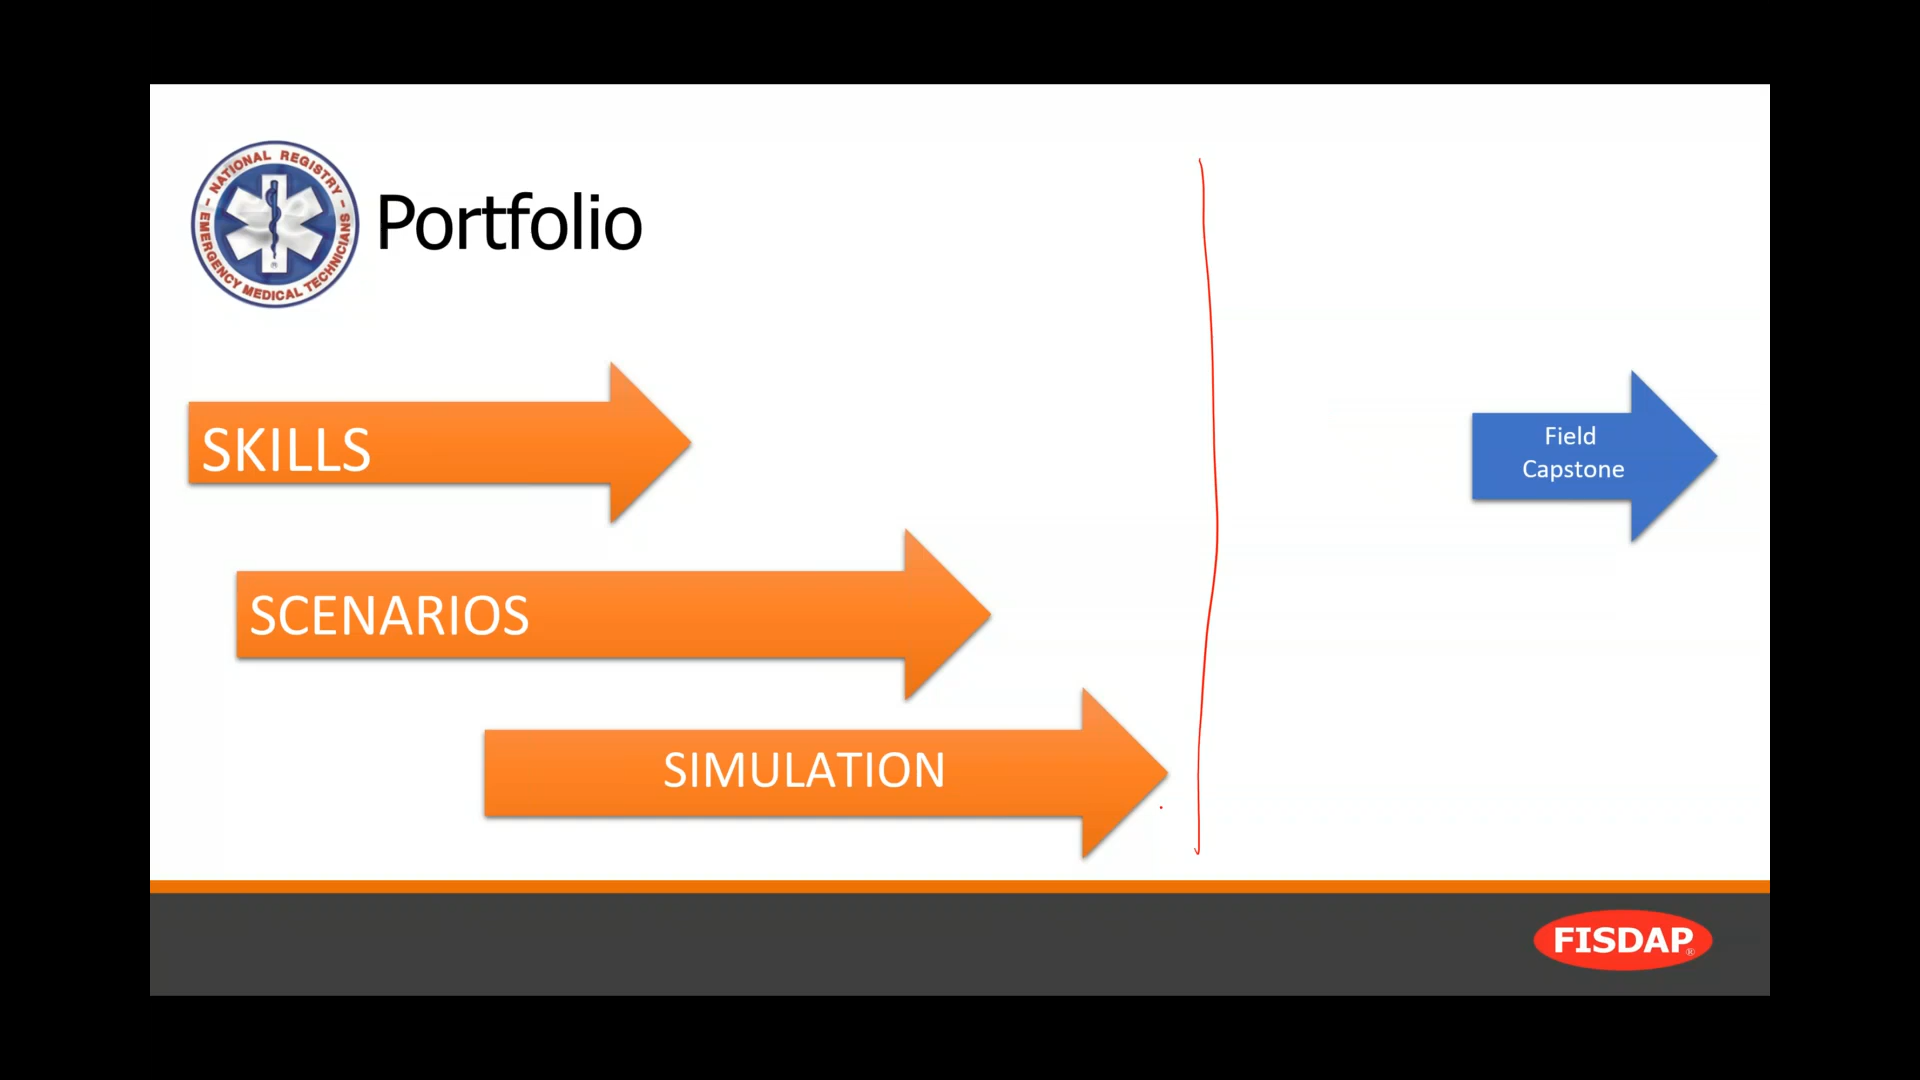 NATIONAL REGISTRY
EMERGENCY MEDICAL TECHNICIANS
®
Portfolio
SKILLS
Field
Capstone
SCENARIOS
SIMULATION
FISDAP®